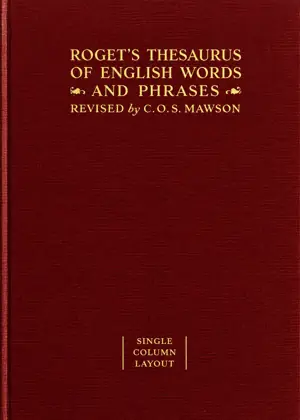 ROGET'S THESAURUS
OF ENGLISH WORDS
AND PHRASES
REVISED by C. O. S. MAWSON
SINGLE
COLUMN
LAYOUT